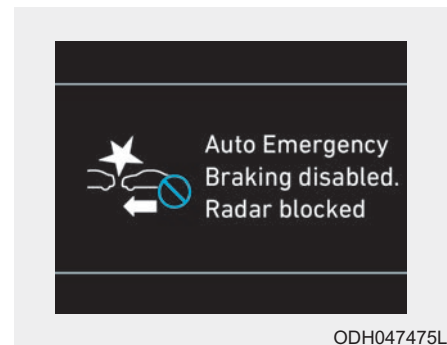 Auto Emergency
Braking disabled.
Radar blocked
ODH047475L